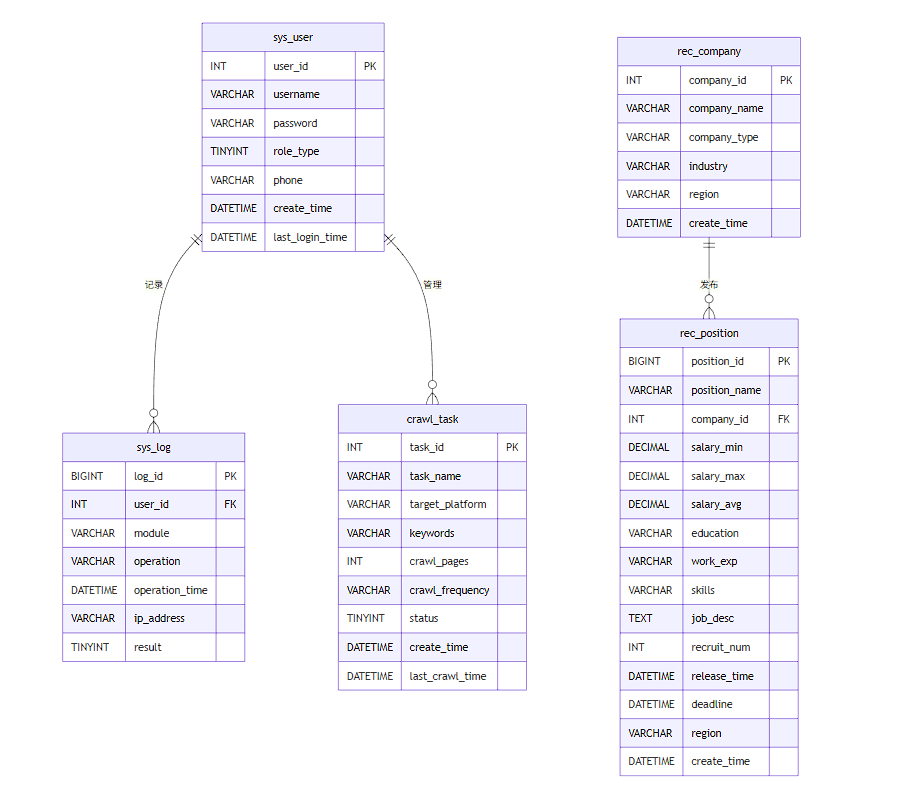 sys_user
INT user_id PK
VARCHAR username
VARCHAR password
TINYINT role_type
VARCHAR phone
DATETIME create_time
DATETIME last_login_time
rec_company
INT company_id PK
VARCHAR company_name
VARCHAR company_type
VARCHAR industry
VARCHAR region
DATETIME create_time
记录
管理
发布
sys_log
BIGINT log_id PK
INT user_id FK
VARCHAR module
VARCHAR operation
DATETIME operation_time
VARCHAR ip_address
TINYINT result
crawl_task
INT task_id PK
VARCHAR task_name
VARCHAR target_platform
VARCHAR keywords
INT crawl_pages
VARCHAR crawl_frequency
TINYINT status
DATETIME create_time
DATETIME last_crawl_time
rec_position
BIGINT position_id PK
VARCHAR position_name
INT company_id FK
DECIMAL salary_min
DECIMAL salary_max
DECIMAL salary_avg
VARCHAR education
VARCHAR work_exp
VARCHAR skills
TEXT job_desc
INT recruit_num
DATETIME release_time
DATETIME deadline
VARCHAR region
DATETIME create_time